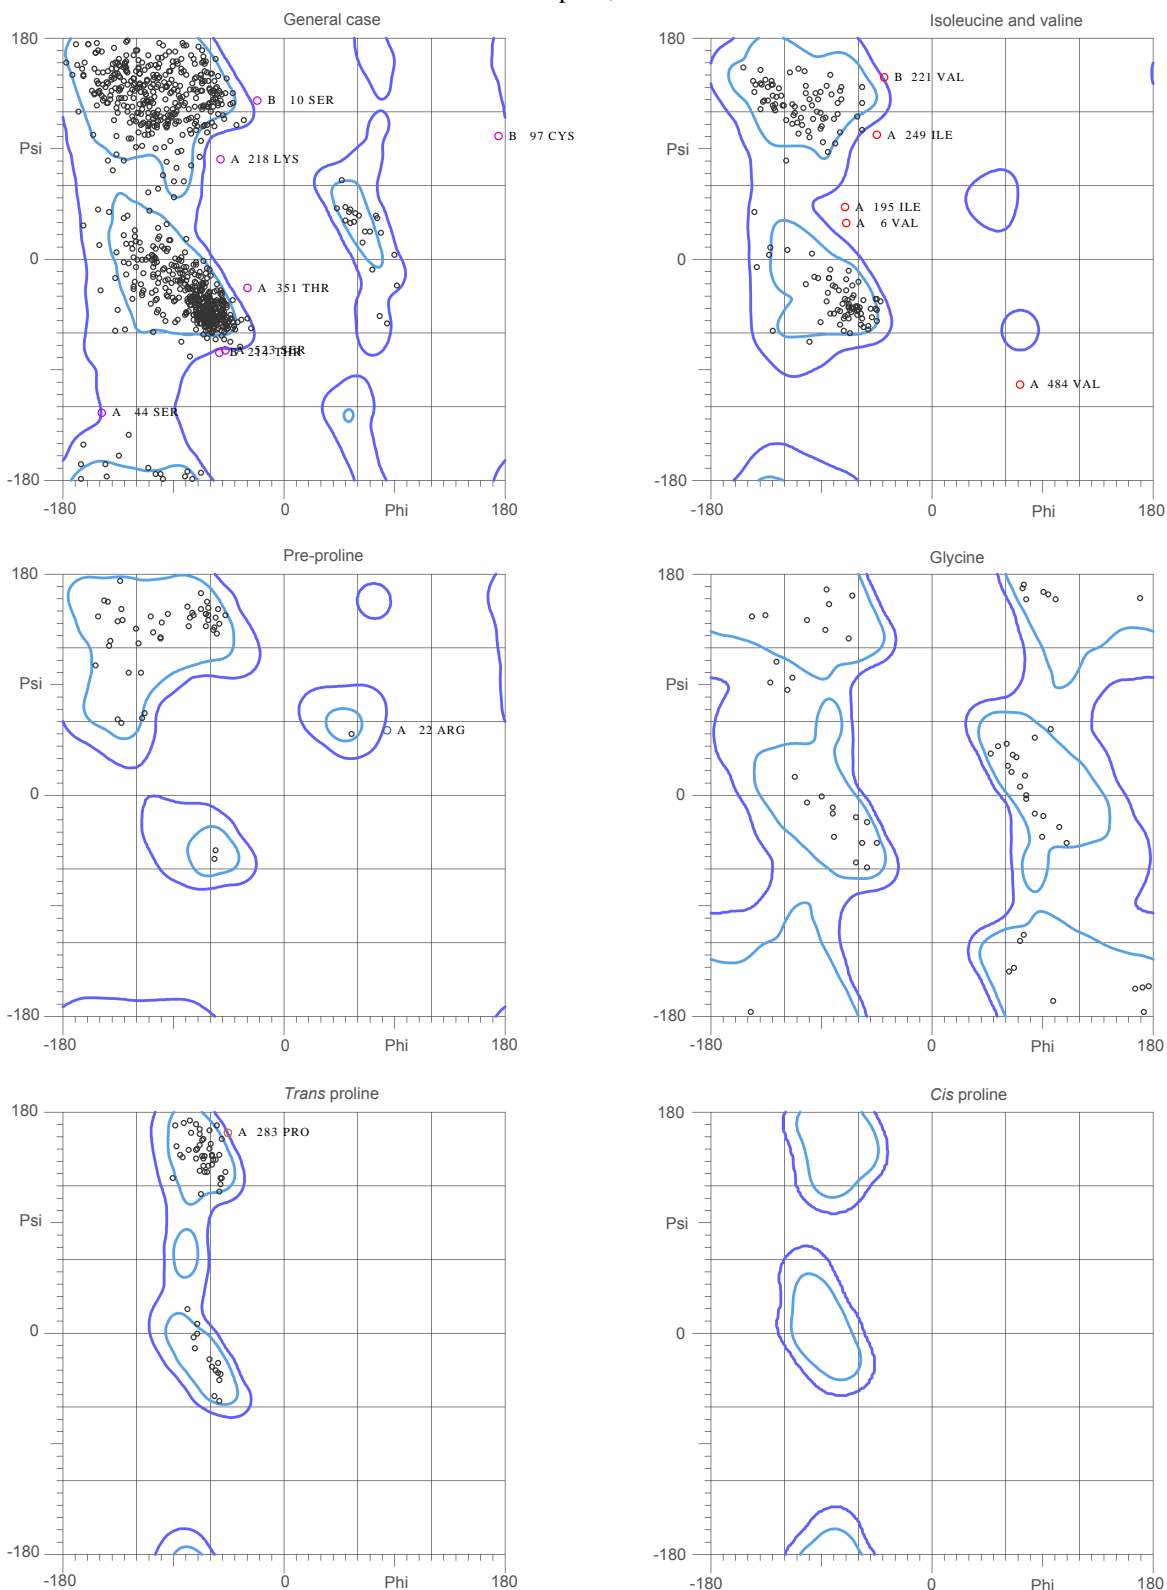 General case
Isoleucine and valine
180
180
B 221 VAL
B 10 SER
A 249 ILE
B 97 CYS
Psi
Psi
A 218 LYS
A 195 ILE
A 6 VAL
0
0
A 351 THR
A 523 SER
B 214 THR
A 484 VAL
A 44 SER
-180
-180
-180 0 Phi 180
-180 0 Phi 180
Pre-proline
Glycine
180
180
Psi
Psi
A 22 ARG
0
0
-180
-180
-180 0 Phi 180
-180 0 Phi 180
Trans proline
Cis proline
180
180
A 283 PRO
Psi
Psi
0
0
-180
-180
-180 0 Phi 180
-180 0 Phi 180